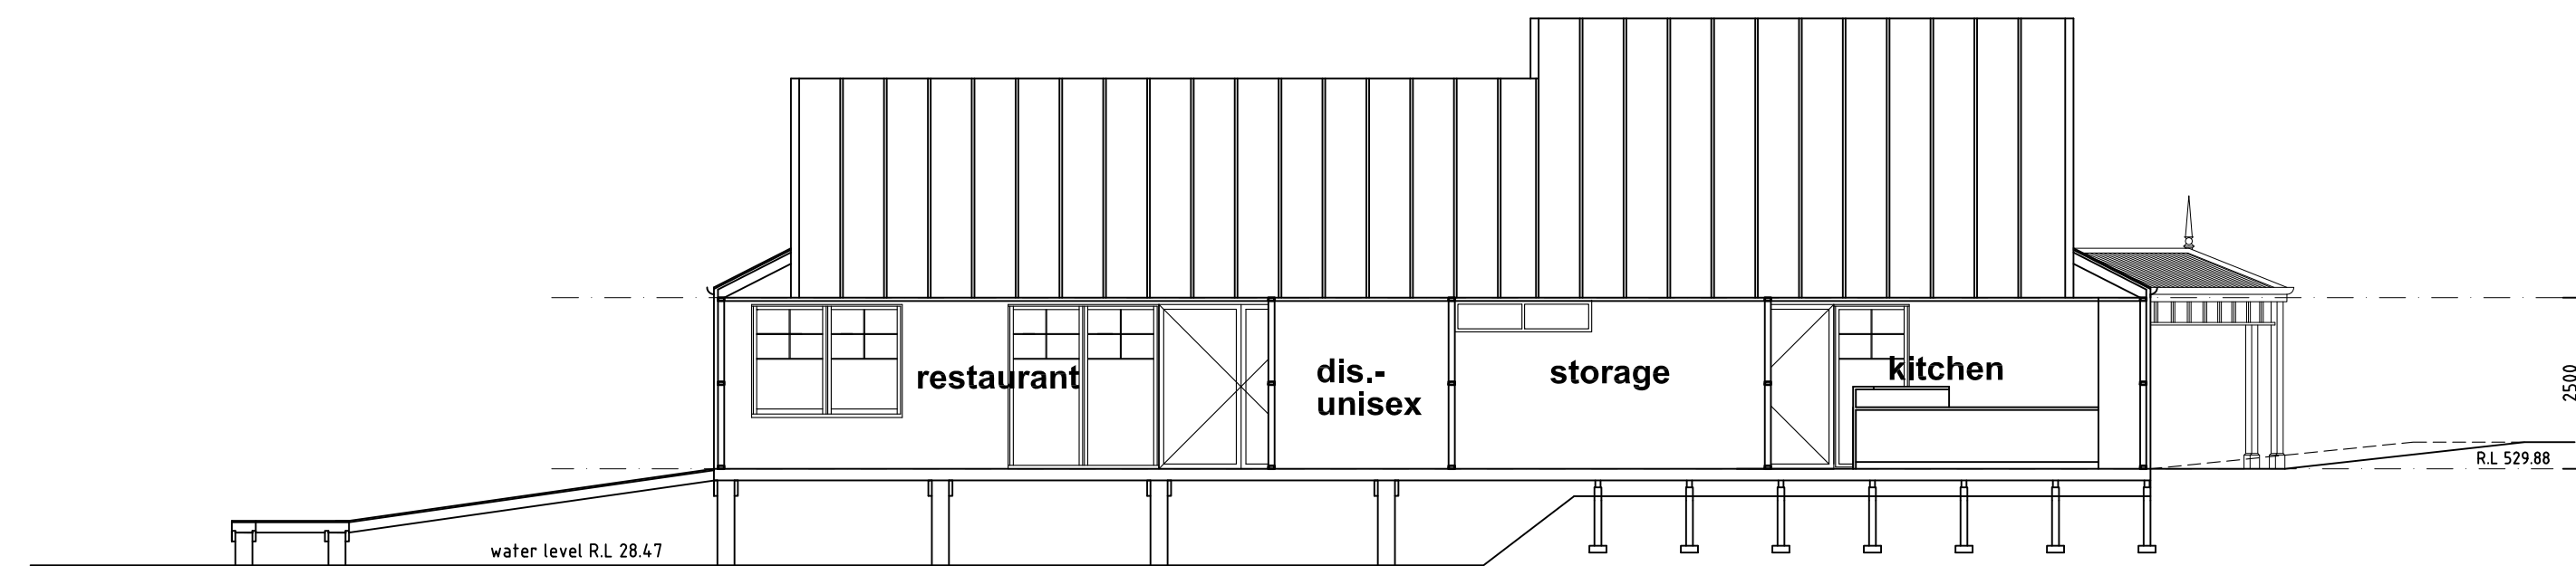 restaurant
dis.-
unisex
storage
kitchen
2500
R.L 529.88
water level R.L 28.47